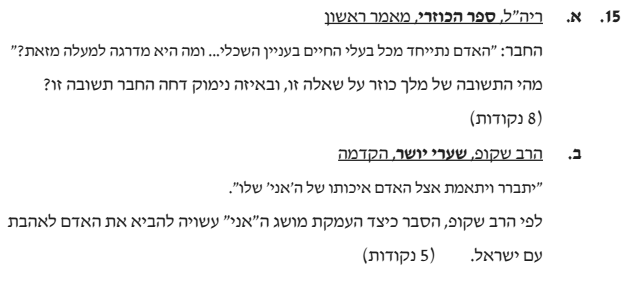 15. א. ריה"ל, ספר הכוזרי, מאמר ראשון
החבר: "האדם נתייחד מכל בעלי החיים בעניין השכלי... ומה היא מדרגה למעלה מזאת?"
מהי התשובה של מלך כוזר על שאלה זו, ובאיזה נימוק דחה החבר תשובה זו?
(8 נקודות)
ב. הרב שקופ, שערי יושר, הקדמה
"יתברר ויתאמת אצל האדם איכותו של ה'אני' שלו".
לפי הרב שקופ, הסבר כיצד העמקת מושג ה"אני" עשויה להביא את האדם לאהבת
עם ישראל. (5 נקודות)